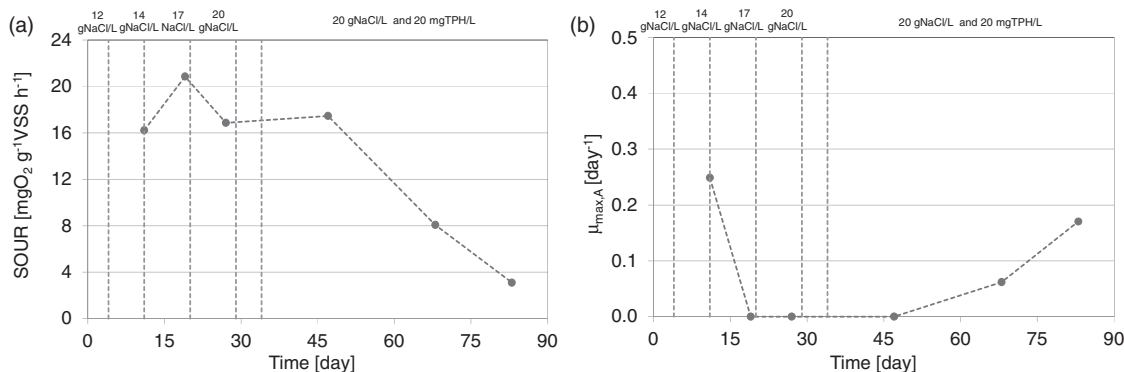 (a)
12
gNaCl/L
14
gNaCl/L
17
NaCl/L
20
gNaCl/L
20 gNaCl/L and 20 mgTPH/L
24
20
16
12
8
4
0
SOUR [mgO₂ g⁻¹VSS h⁻¹]
0 15 30 45 60 75 90
Time [day]
(b)
12
gNaCl/L
14
gNaCl/L
17
gNaCl/L
20
gNaCl/L
20 gNaCl/L and 20 mgTPH/L
0.5
0.4
0.3
0.2
0.1
0.0
μmax,A [day⁻¹]
0 15 30 45 60 75 90
Time [day]